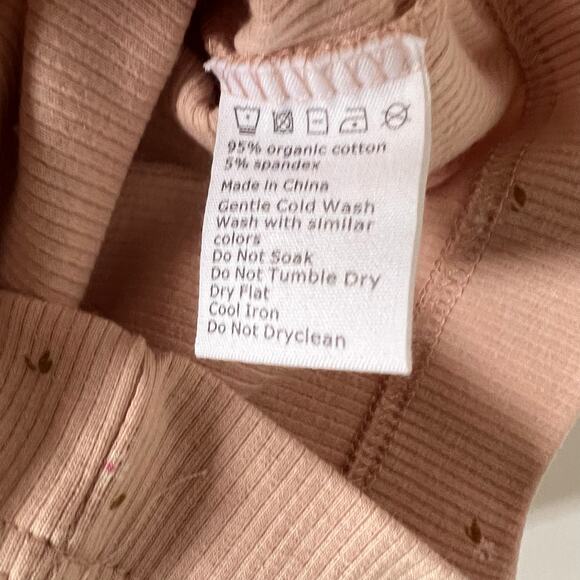 95% organic cotton
5% spandex
Made in China
Gentle Cold Wash
Wash with similar
colors
Do Not Soak
Do Not Tumble Dry
Dry Flat
Cool Iron
Do Not Dryclean